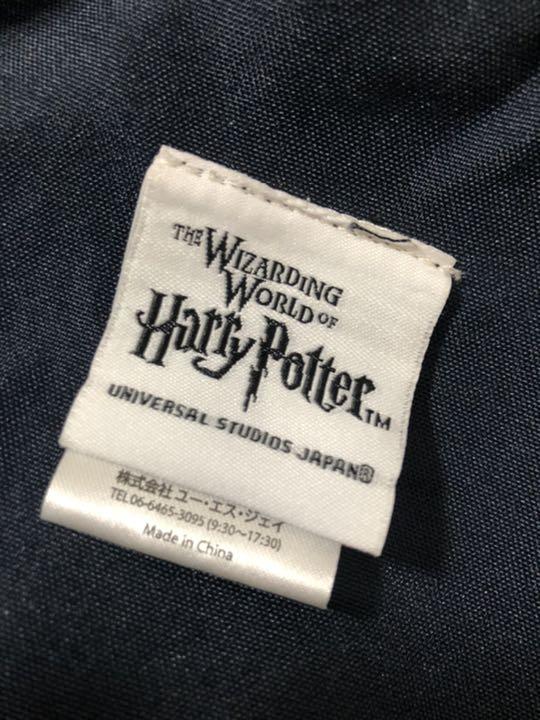 THE WIZARDING
WORLD OF
Harry Potter TM
UNIVERSAL STUDIOS JAPAN®
株式会社 ユー・エス・ジェイ
TEL06-6465-3095 (9:30〜17:30)
Made in China